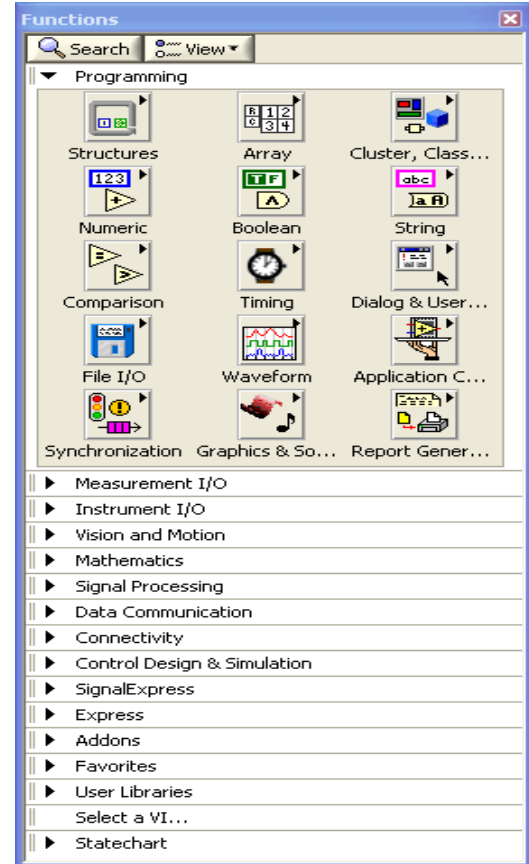 Functions
Search View
Programming
Structures Array Cluster, Class...
Numeric Boolean String
Comparison Timing Dialog & User...
File I/O Waveform Application C...
Synchronization Graphics & So... Report Gener...
Measurement I/O
Instrument I/O
Vision and Motion
Mathematics
Signal Processing
Data Communication
Connectivity
Control Design & Simulation
SignalExpress
Express
Addons
Favorites
User Libraries
Select a VI...
Statechart